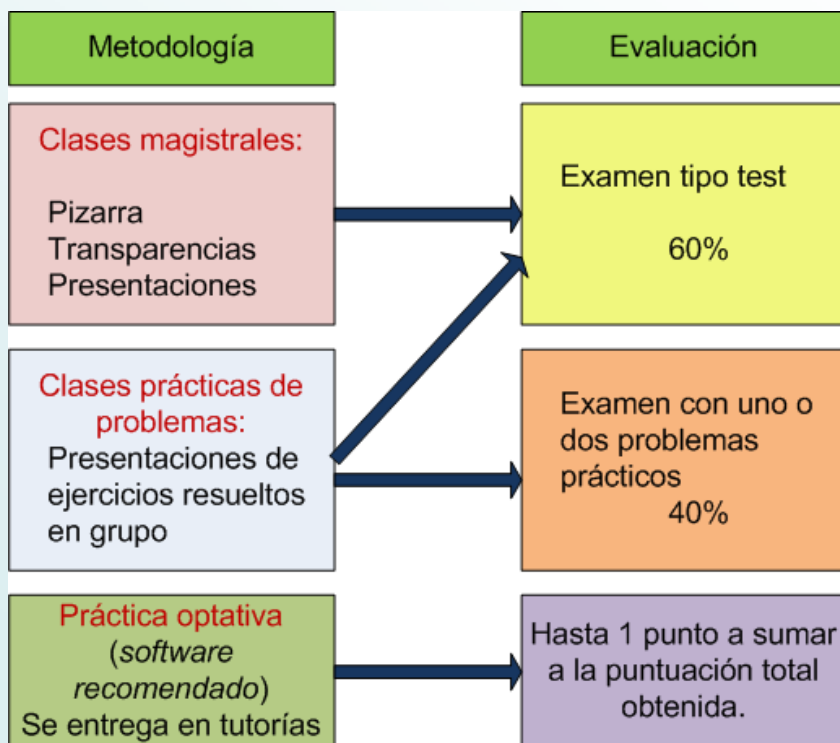 Metodología
Evaluación
Clases magistrales:
Pizarra
Transparencias
Presentaciones
Examen tipo test
60%
Clases prácticas de
problemas:
Presentaciones de
ejercicios resueltos
en grupo
Examen con uno o
dos problemas
prácticos
40%
Práctica optativa
(software
recomendado)
Se entrega en tutorías
Hasta 1 punto a sumar
a la puntuación total
obtenida.